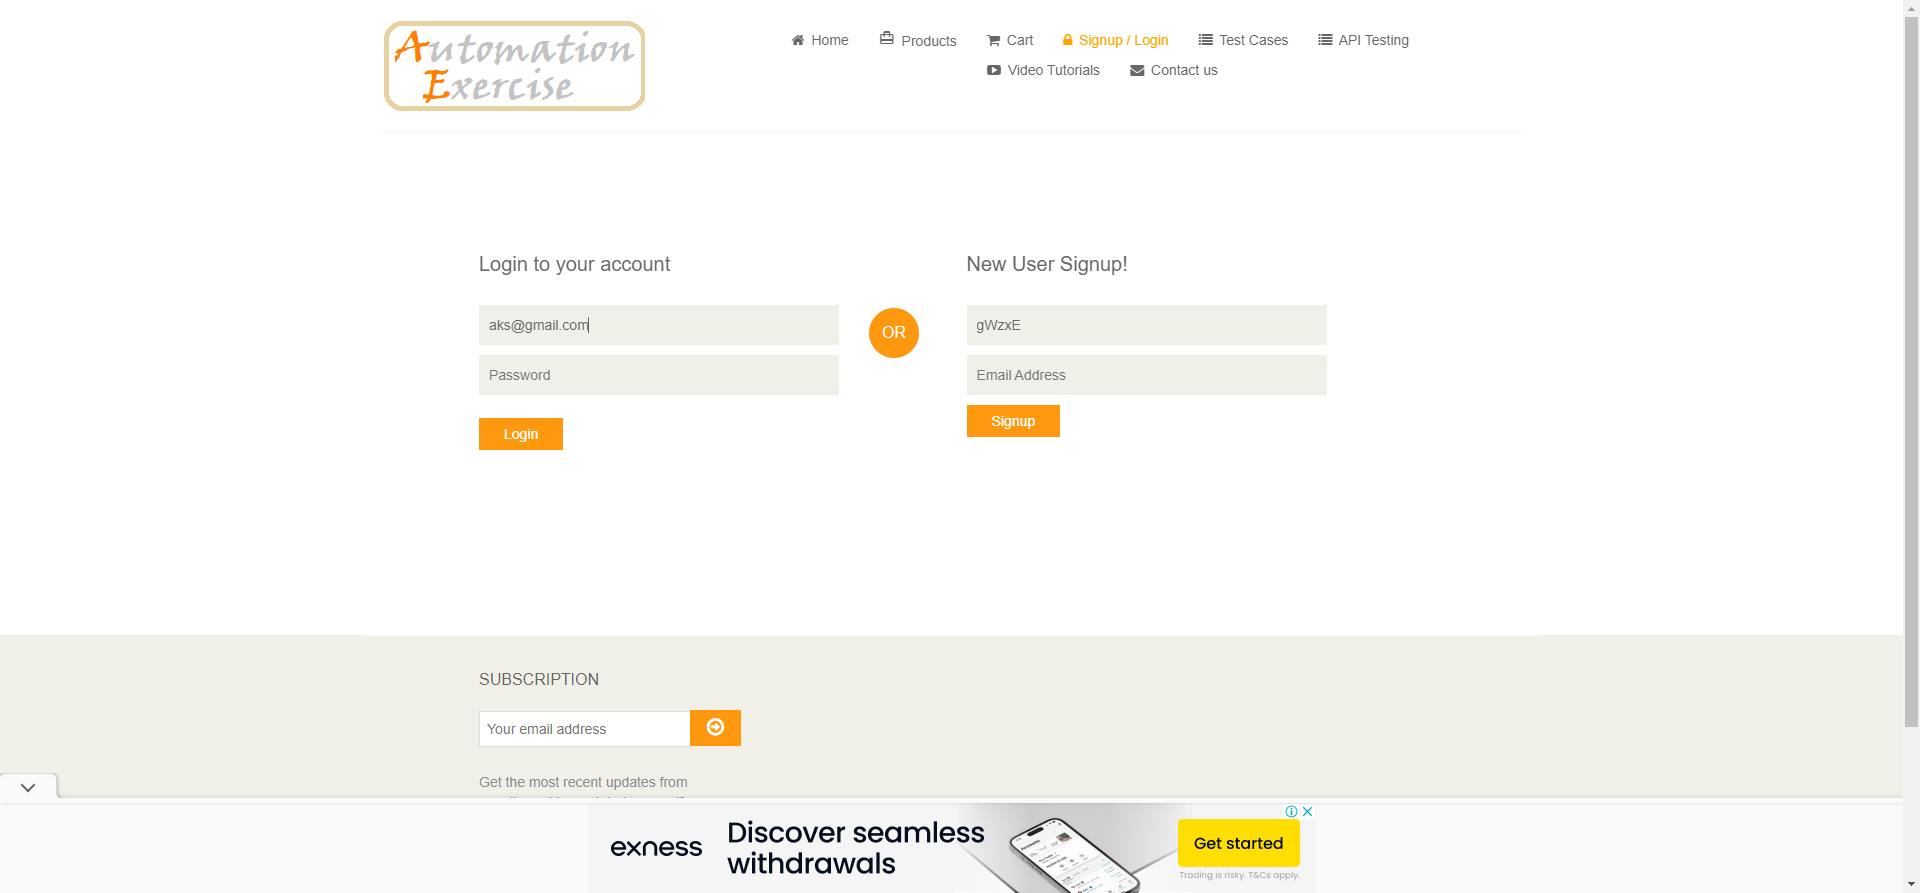 Automation
Exercise
Home
Products
Cart
Signup / Login
Test Cases
API Testing
Video Tutorials
Contact us
Login to your account
New User Signup!
aks@gmail.com
OR
gWzxE
Password
Email Address
Login
Signup
SUBSCRIPTION
Your email address
Get the most recent updates from
exness
Discover seamless
withdrawals
Get started
Trading is risky. T&Cs apply.